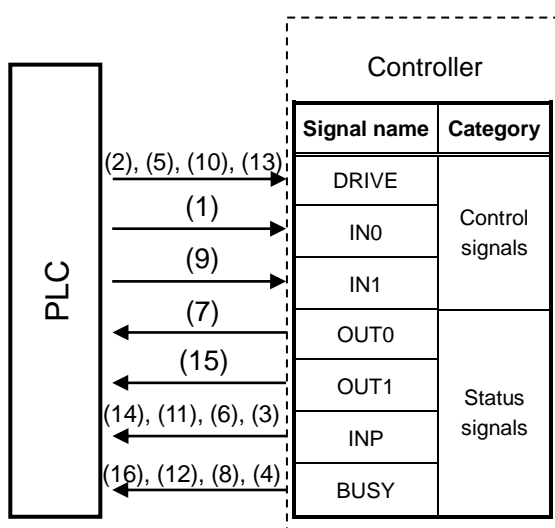 Controller
Signal name Category
(2), (5), (10), (13)
DRIVE
(1)
IN0
Control
signals
(9)
IN1
PLC
(7)
OUT0
(15)
OUT1
Status
signals
(14), (11), (6), (3)
INP
(16), (12), (8), (4)
BUSY